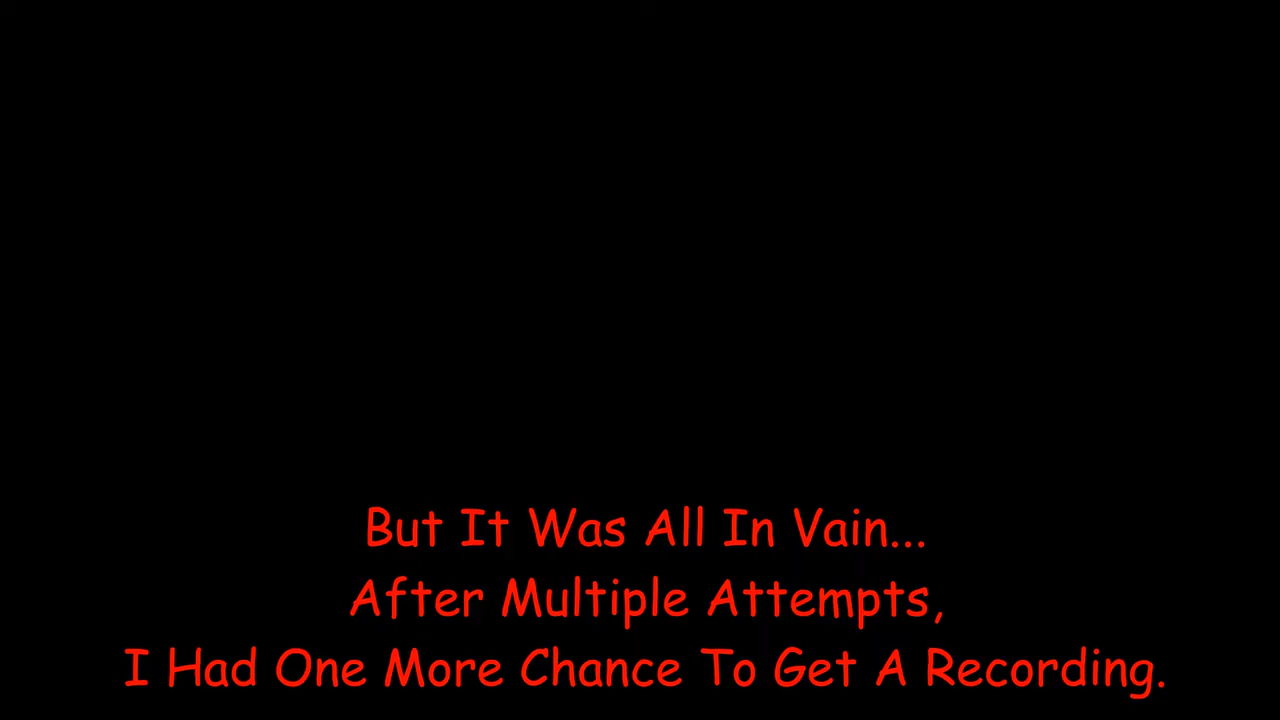 But It Was All In Vain...
After Multiple Attempts,
I Had One More Chance To Get A Recording.